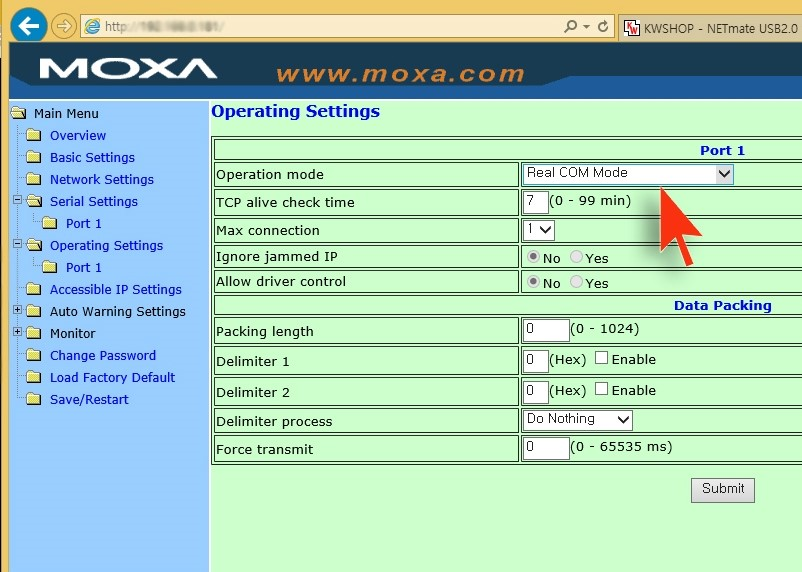 http://
KWSHOP - NETmate USB2.0
MOXA
www.moxa.com
Main Menu
Overview
Basic Settings
Network Settings
Serial Settings
Port 1
Operating Settings
Port 1
Accessible IP Settings
Auto Warning Settings
Monitor
Change Password
Load Factory Default
Save/Restart
Operating Settings
Port 1
Operation mode Real COM Mode
TCP alive check time 7 (0 - 99 min)
Max connection 1
Ignore jammed IP No Yes
Allow driver control No Yes
Data Packing
Packing length 0 (0 - 1024)
Delimiter 1 0 (Hex) Enable
Delimiter 2 0 (Hex) Enable
Delimiter process Do Nothing
Force transmit 0 (0 - 65535 ms)
Submit